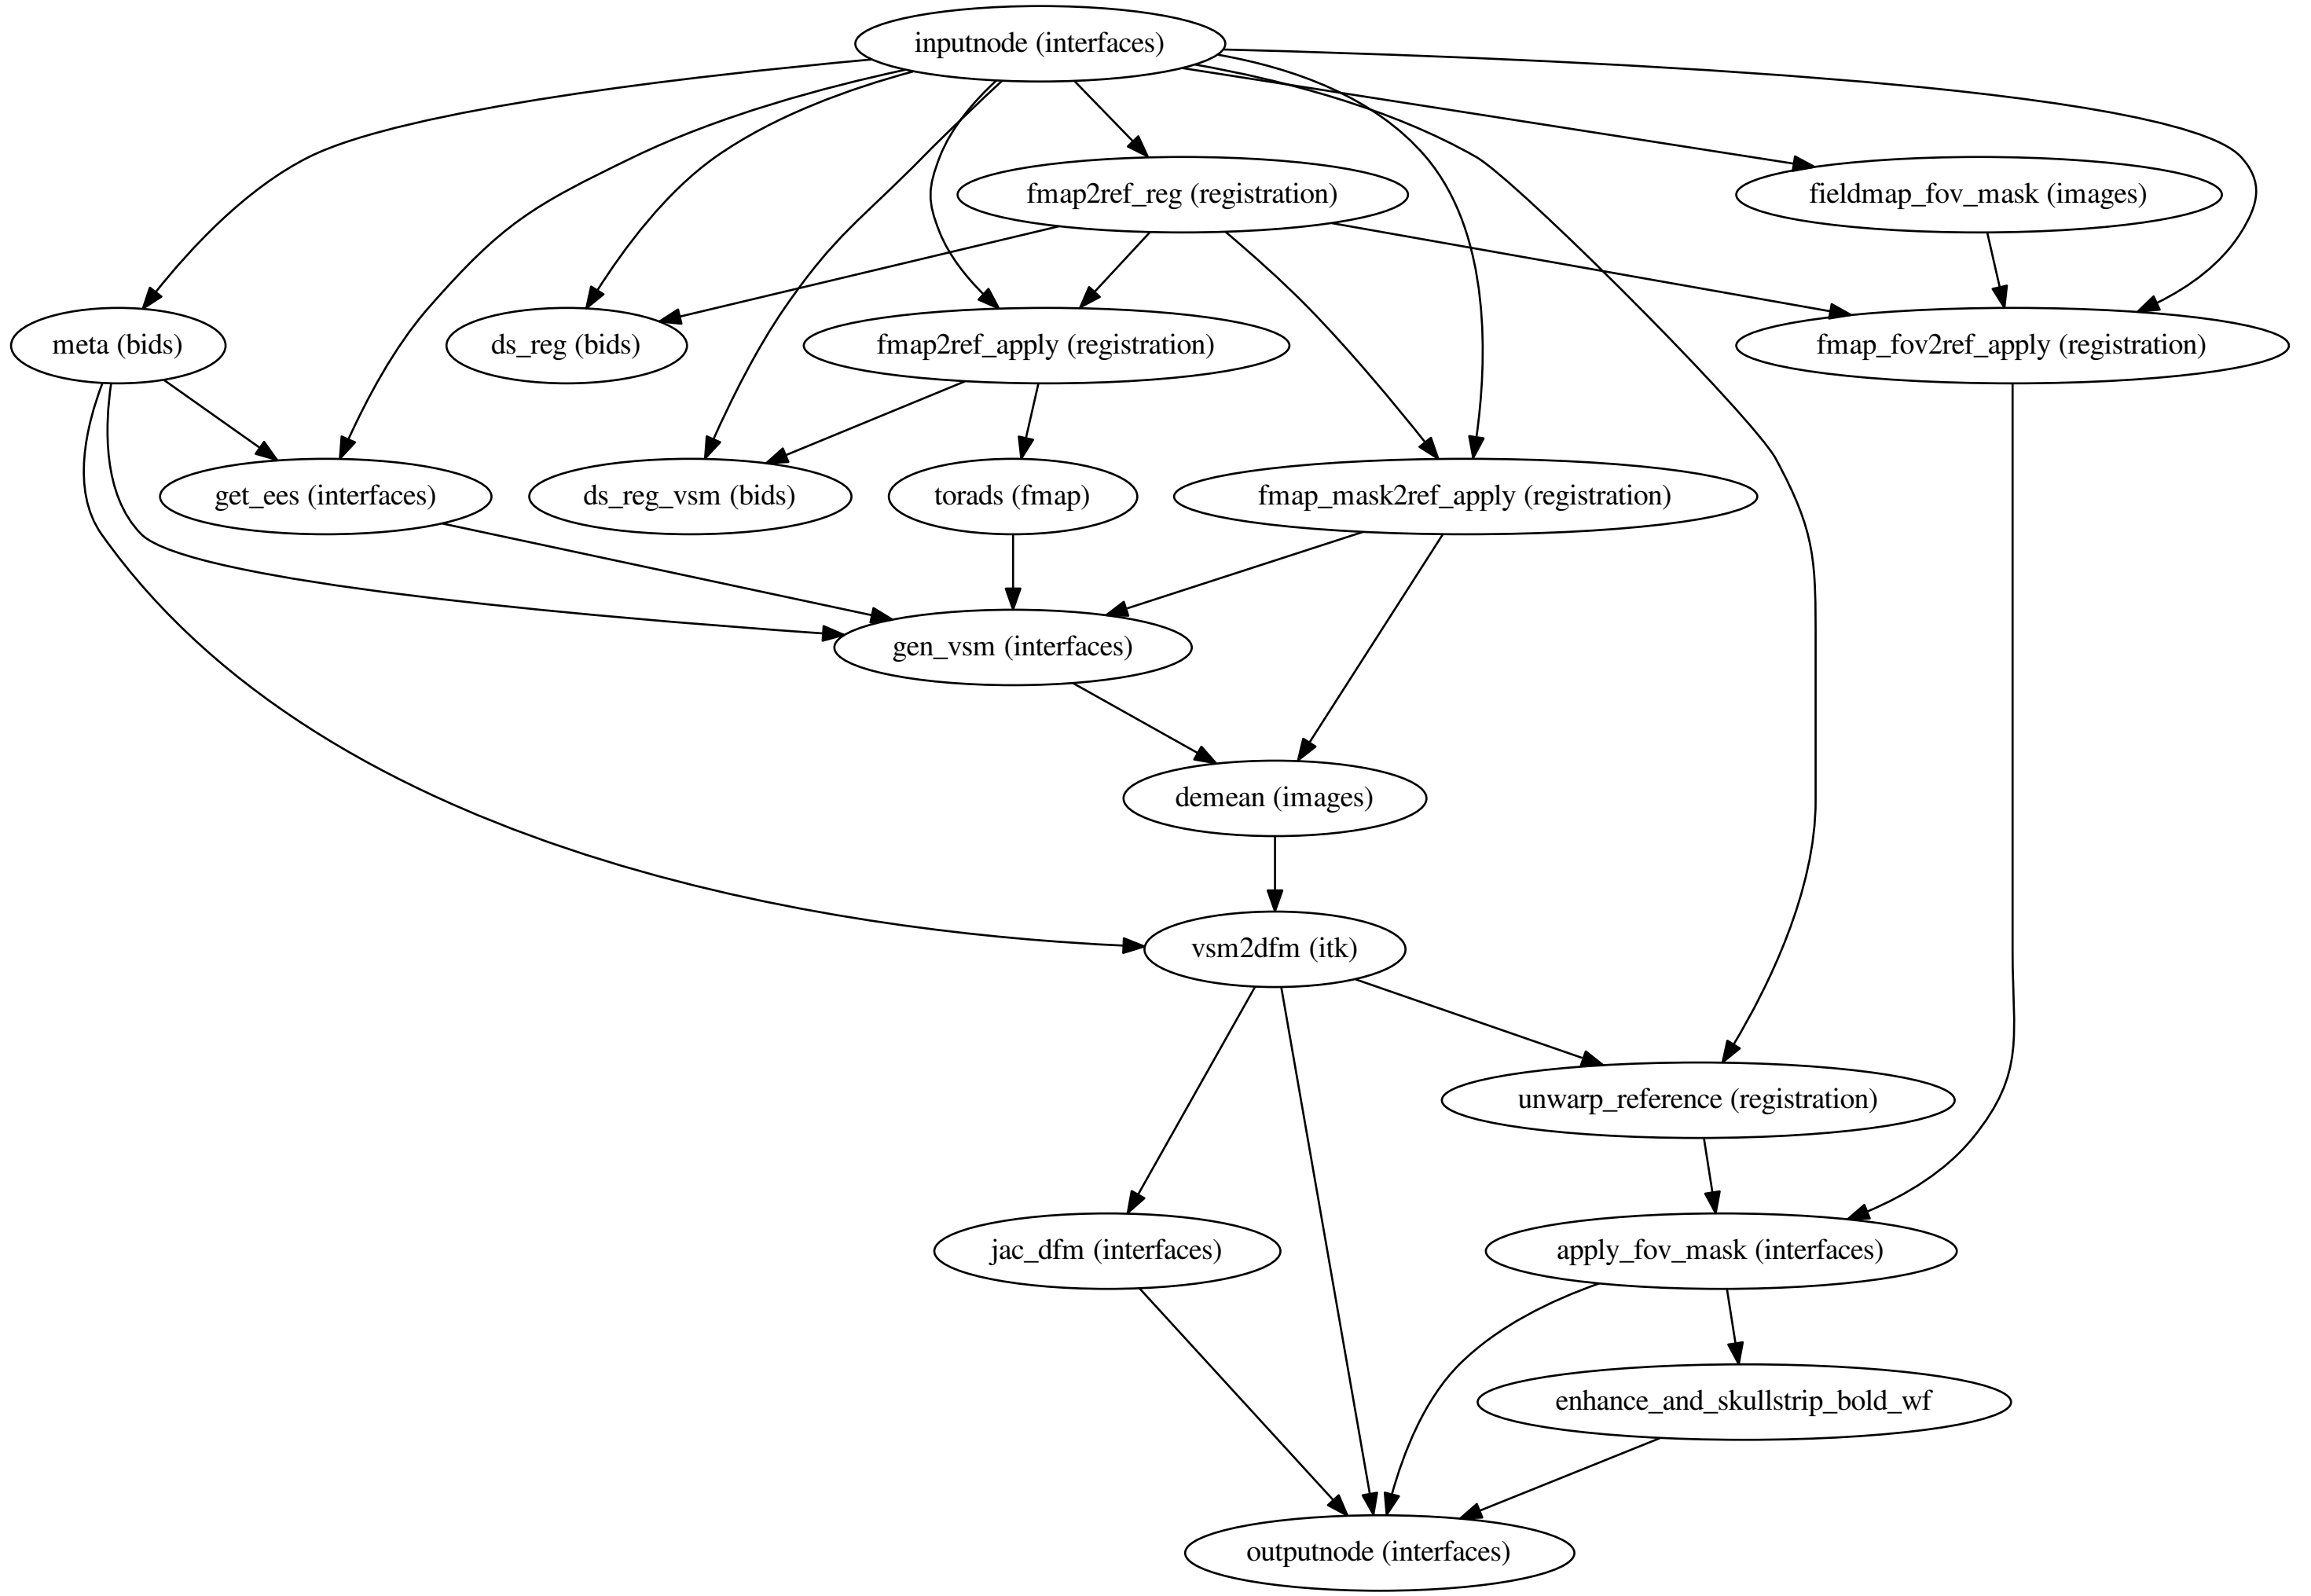 inputnode (interfaces)
fmap2ref_reg (registration)
fieldmap_fov_mask (images)
meta (bids)
ds_reg (bids)
fmap2ref_apply (registration)
fmap_fov2ref_apply (registration)
get_ees (interfaces)
ds_reg_vsm (bids)
torads (fmap)
fmap_mask2ref_apply (registration)
gen_vsm (interfaces)
demean (images)
vsm2dfm (itk)
unwarp_reference (registration)
jac_dfm (interfaces)
apply_fov_mask (interfaces)
enhance_and_skullstrip_bold_wf
outputnode (interfaces)